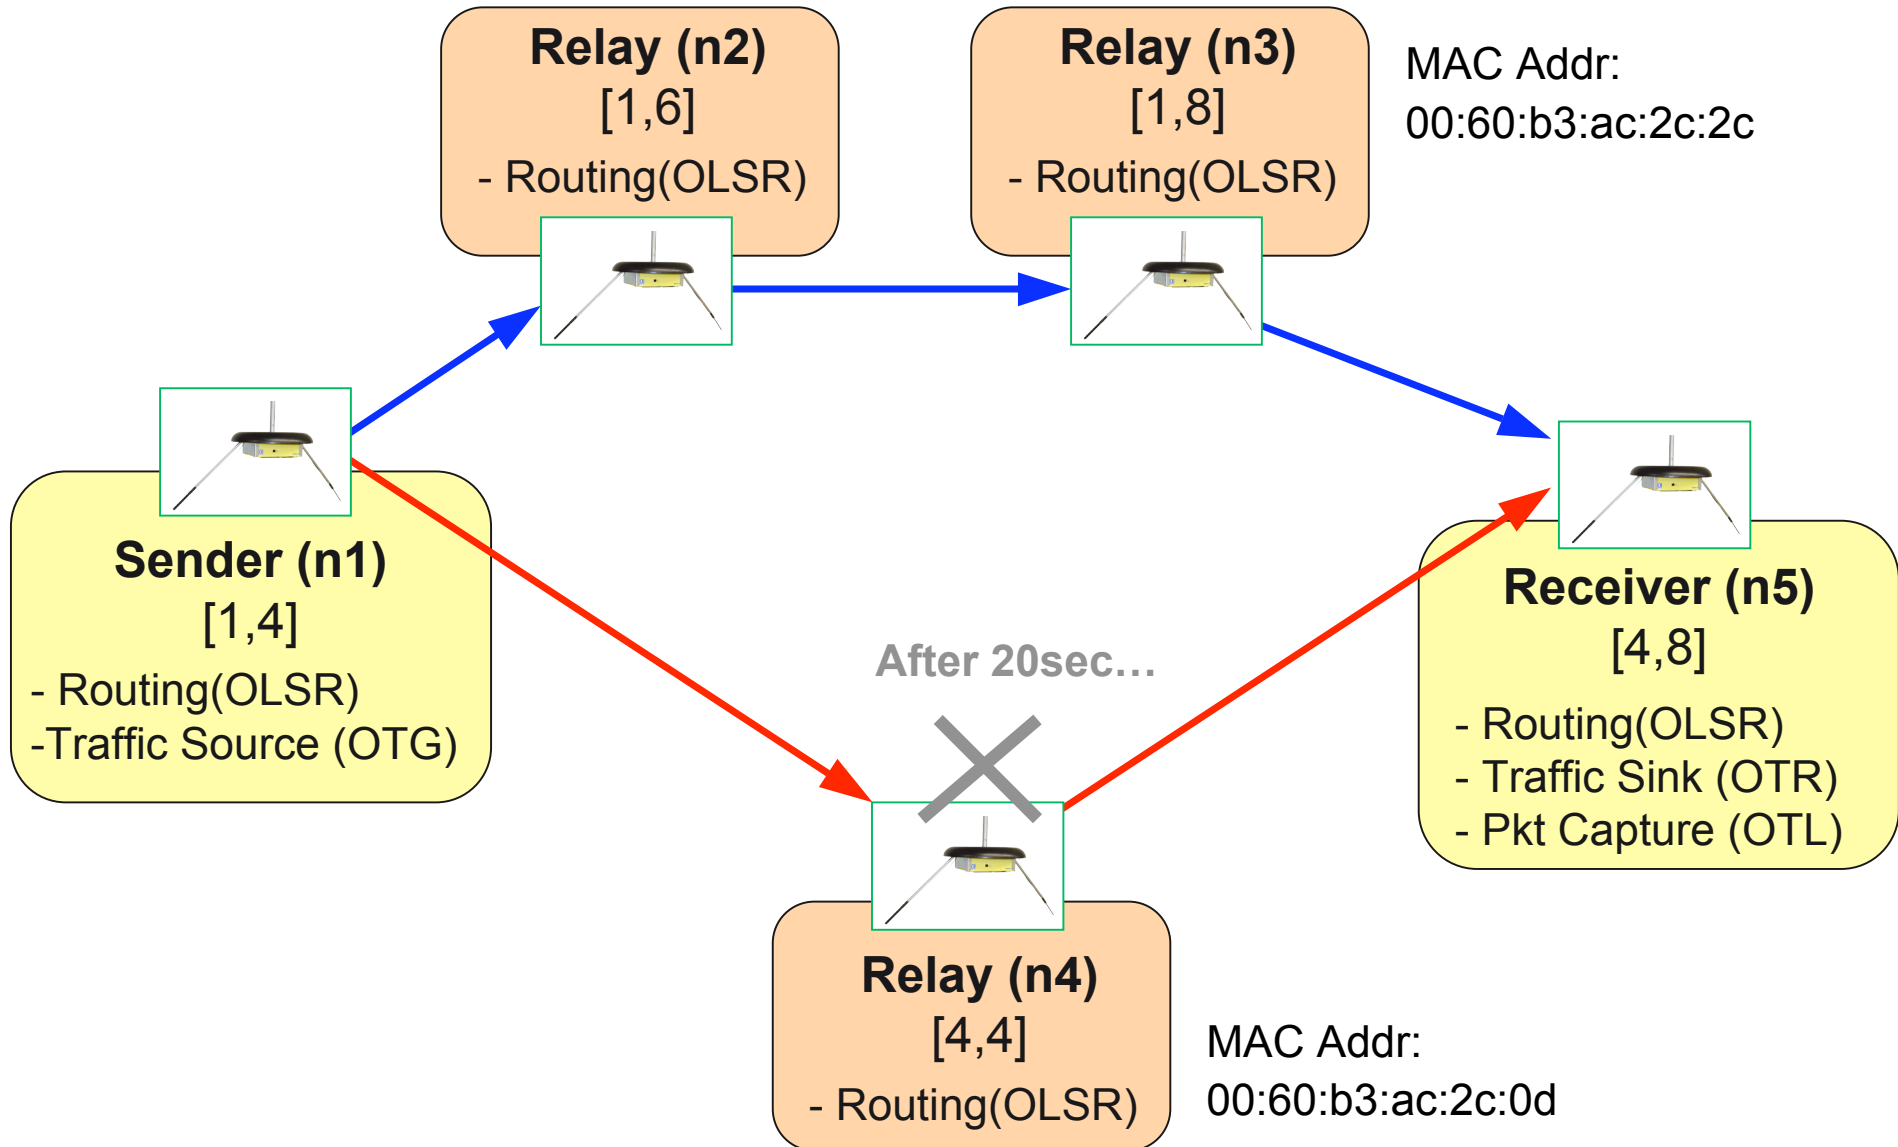 Relay (n2)
[1,6]
- Routing(OLSR)
Relay (n3)
[1,8]
- Routing(OLSR)
MAC Addr:
00:60:b3:ac:2c:2c
Sender (n1)
[1,4]
- Routing(OLSR)
-Traffic Source (OTG)
After 20sec…
Receiver (n5)
[4,8]
- Routing(OLSR)
- Traffic Sink (OTR)
- Pkt Capture (OTL)
Relay (n4)
[4,4]
- Routing(OLSR)
MAC Addr:
00:60:b3:ac:2c:0d